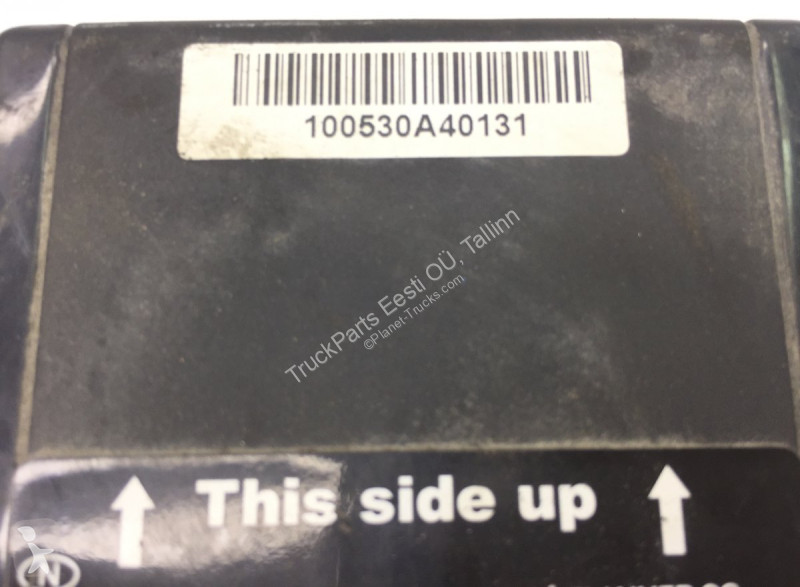 100530A40131
TruckParts Eesti OÜ, Tallinn
©Planet-Trucks.com
This side up
N